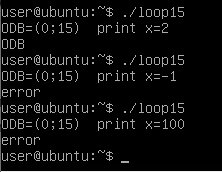 user@ubuntu:~$ ./loop15
ODB=(0;15)  print x=2
ODB
user@ubuntu:~$ ./loop15
ODB=(0;15)  print x=-1
error
user@ubuntu:~$ ./loop15
ODB=(0;15)  print x=100
error
user@ubuntu:~$ _